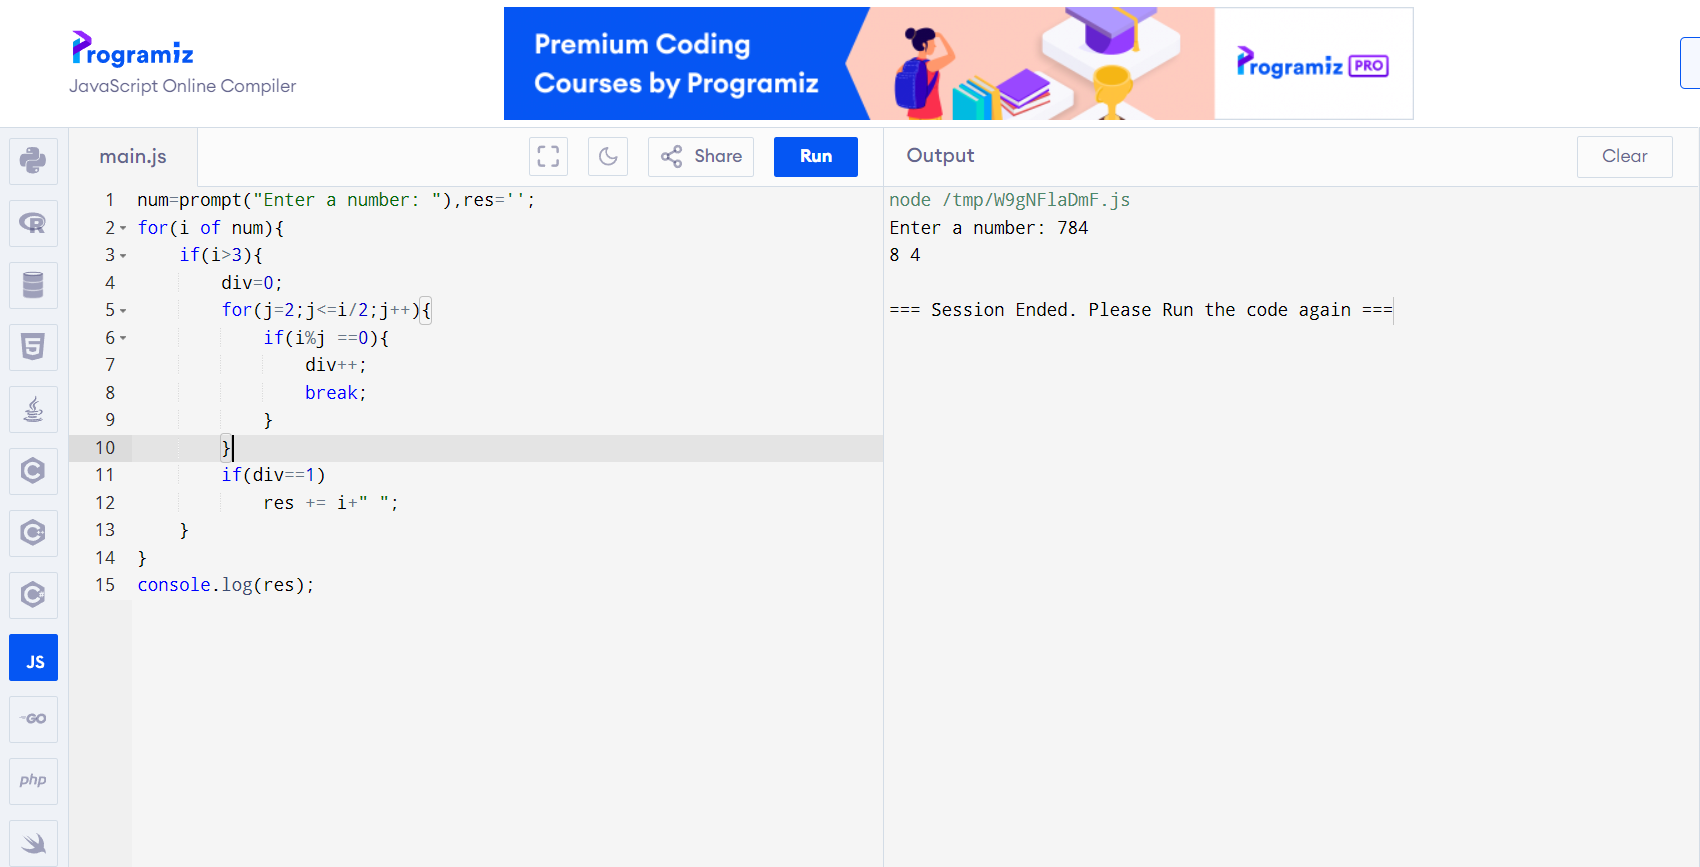 Programiz
JavaScript Online Compiler
Premium Coding
Courses by Programiz
Programiz PRO
main.js
Share
Run
Output
Clear
1 num=prompt("Enter a number: "),res='';
2 for(i of num){
3     if(i>3){
4         div=0;
5         for(j=2;j<=i/2;j++){
6             if(i%j ==0){
7                 div++;
8                 break;
9             }
10         }
11         if(div==1)
12             res += i+" ";
13     }
14 }
15 console.log(res);
node /tmp/W9gNFlaDmF.js
Enter a number: 784
8 4
=== Session Ended. Please Run the code again ===
R
5
C
C
C
JS
GO
php